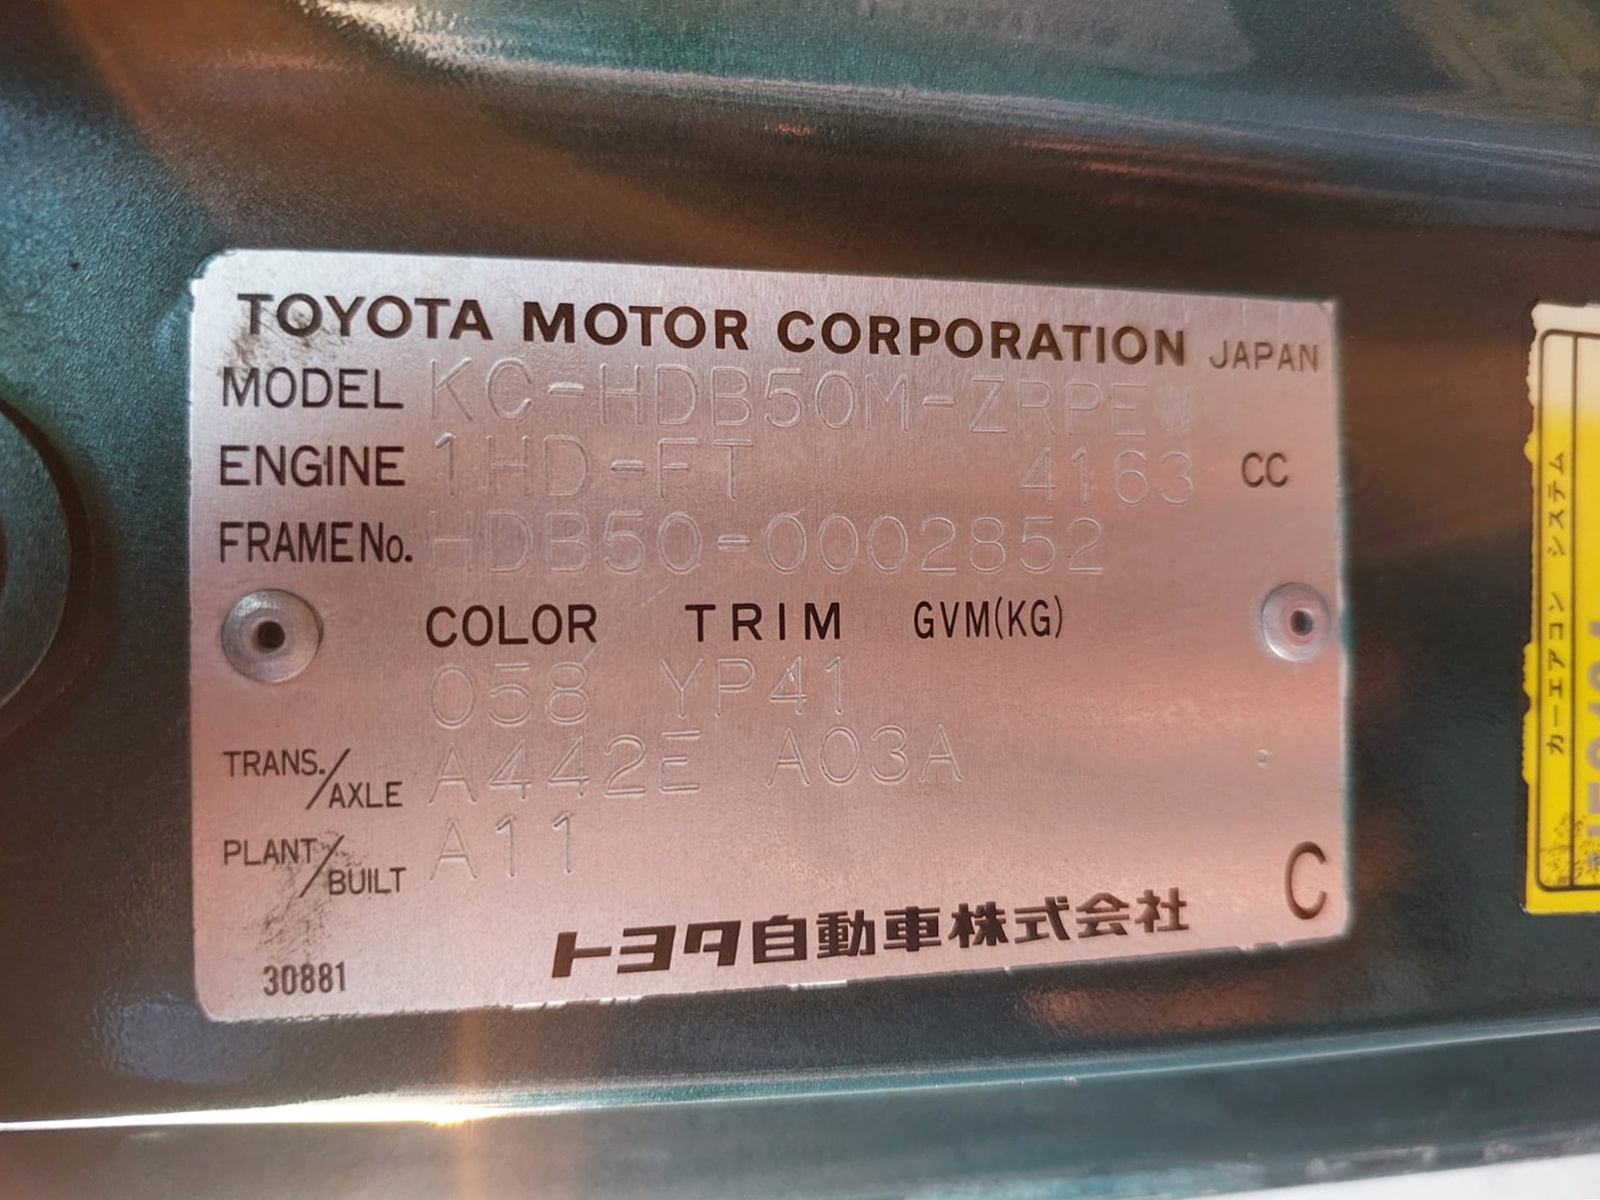 TOYOTA MOTOR CORPORATION JAPAN
MODEL KC-HDB50M-ZRPEW
ENGINE 1HD-FT 4163 CC
FRAME No. HDB50-0002852
COLOR TRIM GVM(KG)
058 YP41
TRANS./AXLE A442E A03A
PLANT/BUILT A11
C
トヨタ自動車株式会社
30881
カーエアコン システム